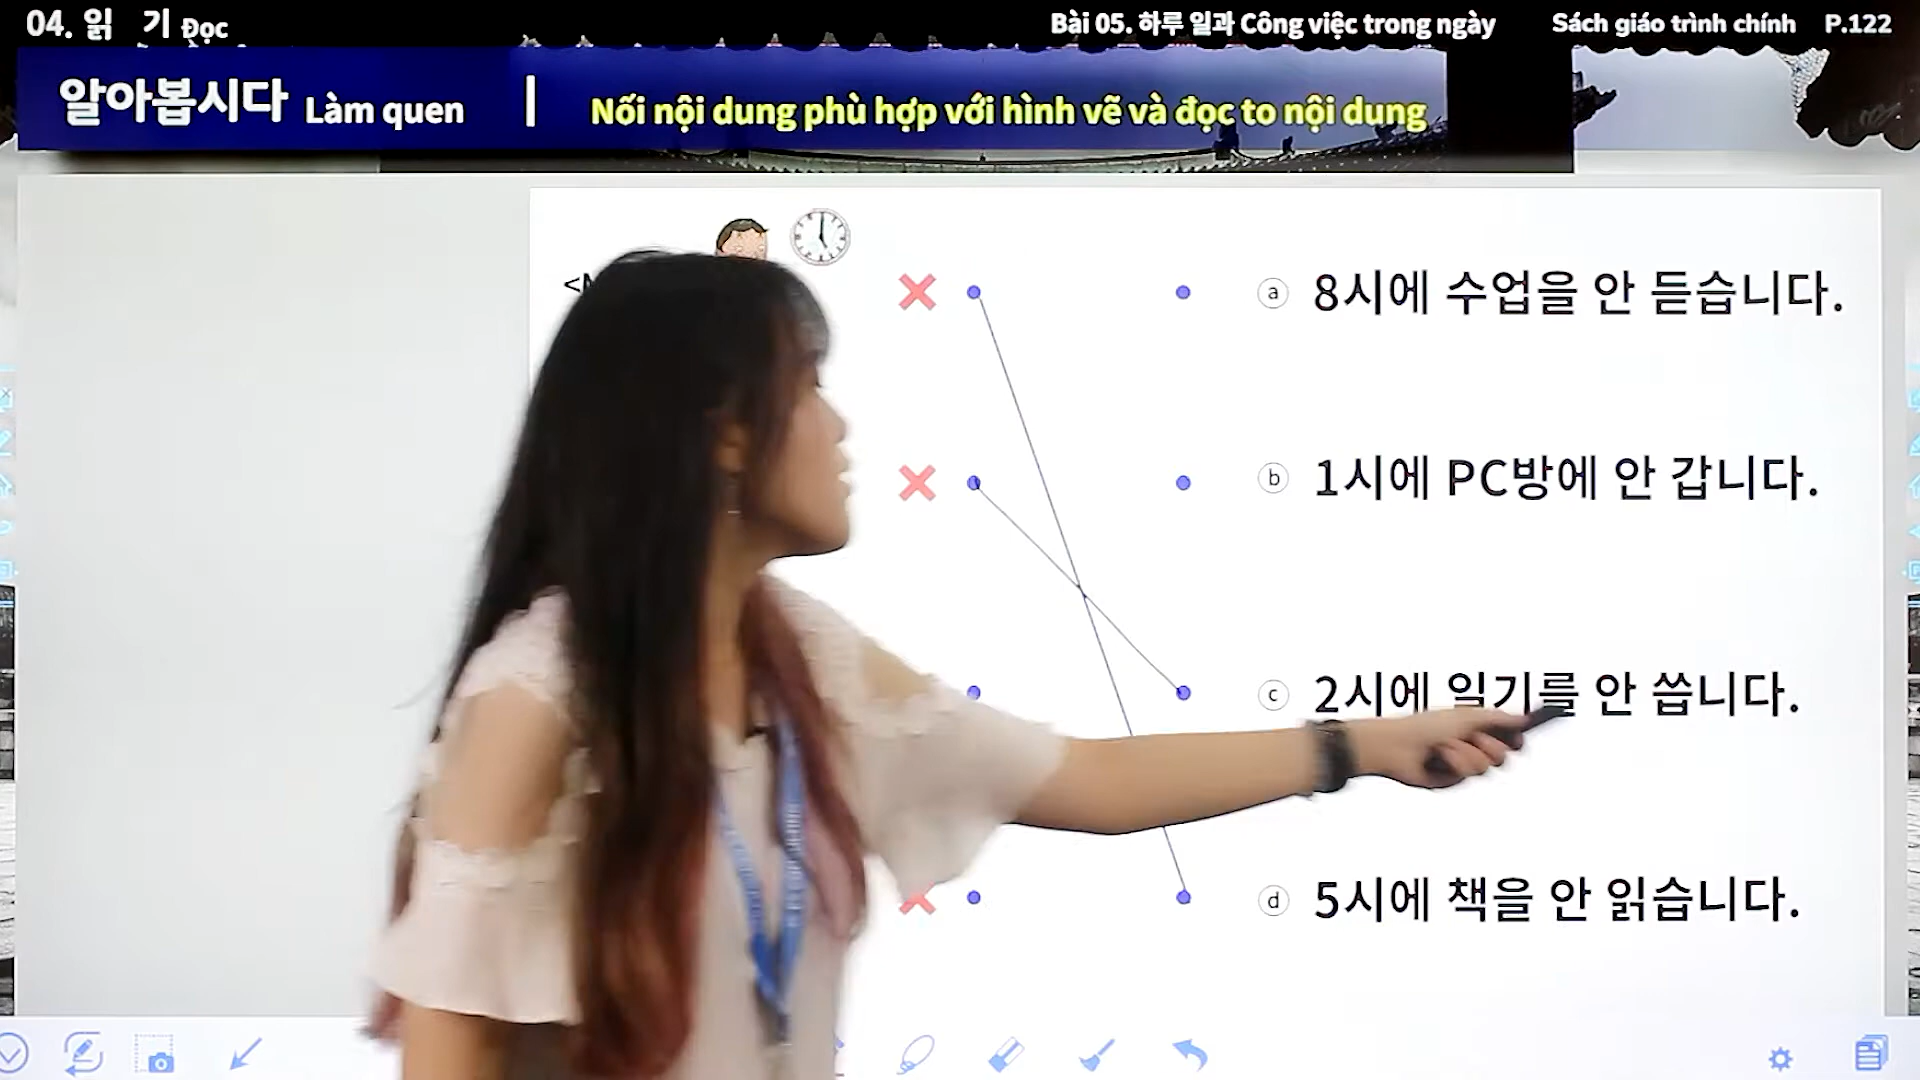 04. 읽 기 Đọc
Bài 05. 하루 일과 Công việc trong ngày
Sách giáo trình chính P.122
알아봅시다 Làm quen
Nối nội dung phù hợp với hình vẽ và đọc to nội dung
ⓐ 8시에 수업을 안 듣습니다.
ⓑ 1시에 PC방에 안 갑니다.
ⓒ 2시에 일기를 안 씁니다.
ⓓ 5시에 책을 안 읽습니다.